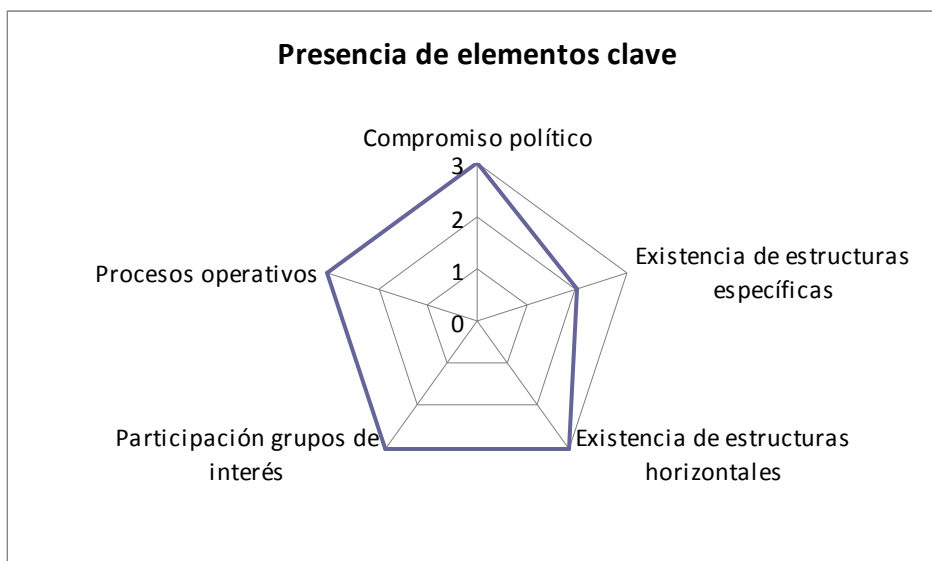 Presencia de elementos clave
Compromiso político
3
2
1
0
Existencia de estructuras
específicas
Existencia de estructuras
horizontales
Participación grupos de
interés
Procesos operativos